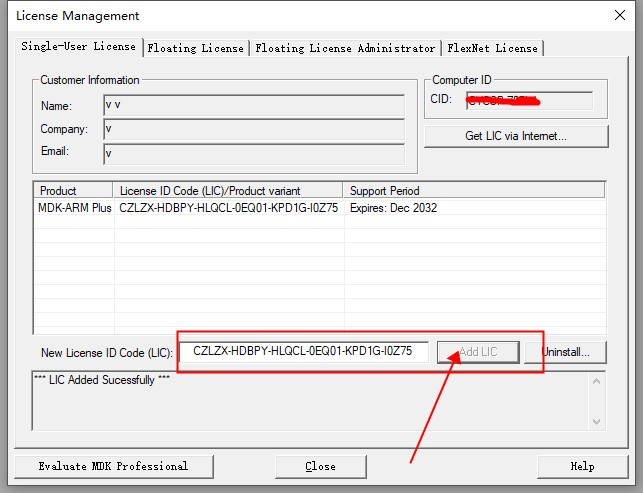 License Management
Single-User License
Floating License
Floating License Administrator
FlexNet License
Customer Information
Name:
v v
Company:
v
Email:
v
Computer ID
CID:
Get LIC via Internet...
Product
License ID Code (LIC)/Product variant
Support Period
MDK-ARM Plus
CZLZX-HDBPY-HLQCL-0EQ01-KPD1G-I0Z75
Expires: Dec 2032
New License ID Code (LIC):
CZLZX-HDBPY-HLQCL-0EQ01-KPD1G-I0Z75
Add LIC
Uninstall...
*** LIC Added Sucessfully ***
Evaluate MDK Professional
Close
Help